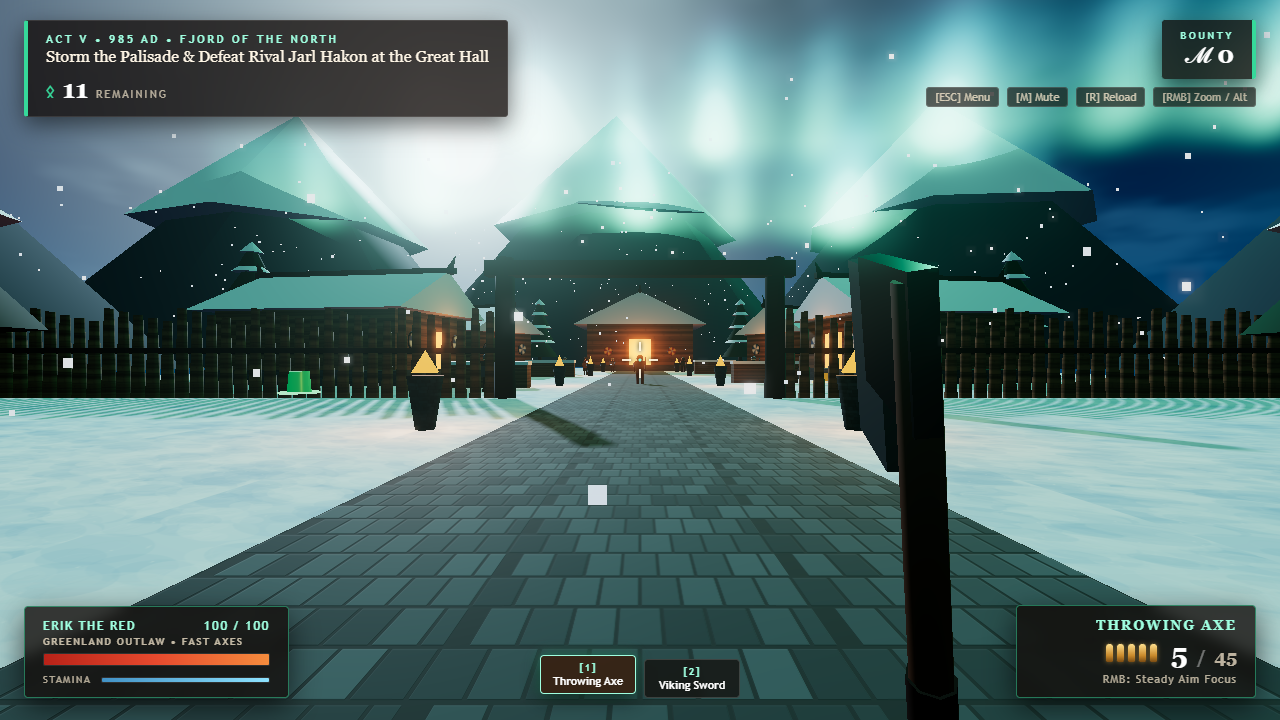 ACT V • 985 AD • FJORD OF THE NORTH
Storm the Palisade & Defeat Rival Jarl Hakon at the Great Hall
11 REMAINING
BOUNTY
ℳ 0
[ESC] Menu
[M] Mute
[R] Reload
[RMB] Zoom / Alt
ERIK THE RED 100 / 100
GREENLAND OUTLAW • FAST AXES
STAMINA
[1]
Throwing Axe
[2]
Viking Sword
THROWING AXE
5 / 45
RMB: Steady Aim Focus